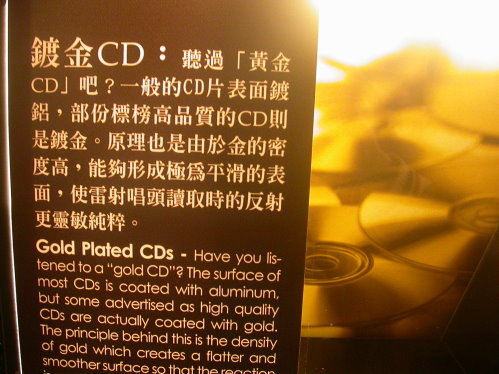 鍍金CD：聽過「黃金
CD」吧？一般的CD片表面鍍
鋁，部份標榜高品質的CD則
是鍍金。原理也是由於金的密
度高，能夠形成極為平滑的表
面，使雷射唱頭讀取時的反射
更靈敏純粹。
Gold Plated CDs - Have you lis-
tened to a “gold CD”? The surface of
most CDs is coated with aluminum,
but some advertised as high quality
CDs are actually coated with gold.
The principle behind this is the density
of gold which creates a flatter and
smoother surface so that the reaction